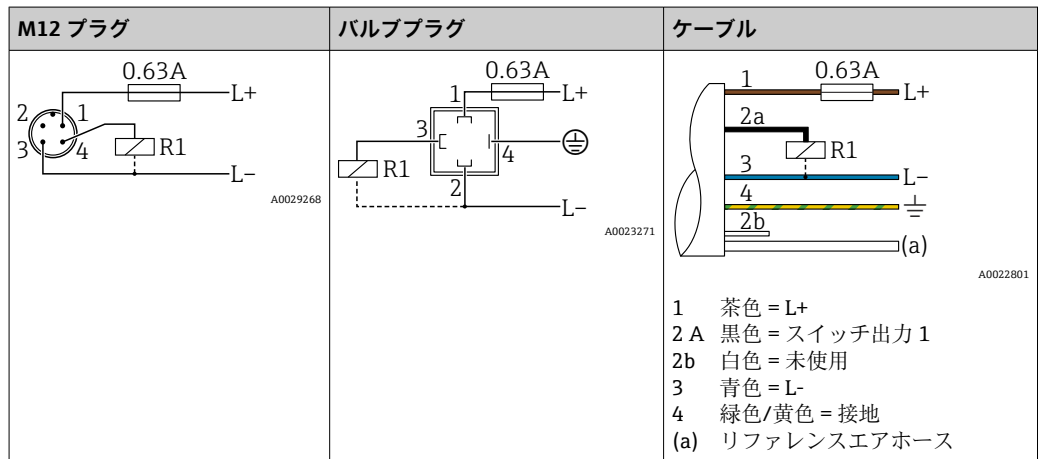 M12 プラグ
バルブプラグ
ケーブル
0.63A
L+
2 1
3 4
R1
L–
A0029268
0.63A
1
L+
3
4
R1
2
L–
A0023271
1 0.63A
L+
2a
R1
3
L–
4
2b
(a)
A0022801
1 茶色 = L+
2 A 黒色 = スイッチ出力 1
2b 白色 = 未使用
3 青色 = L-
4 緑色/黄色 = 接地
(a) リファレンスエアホース